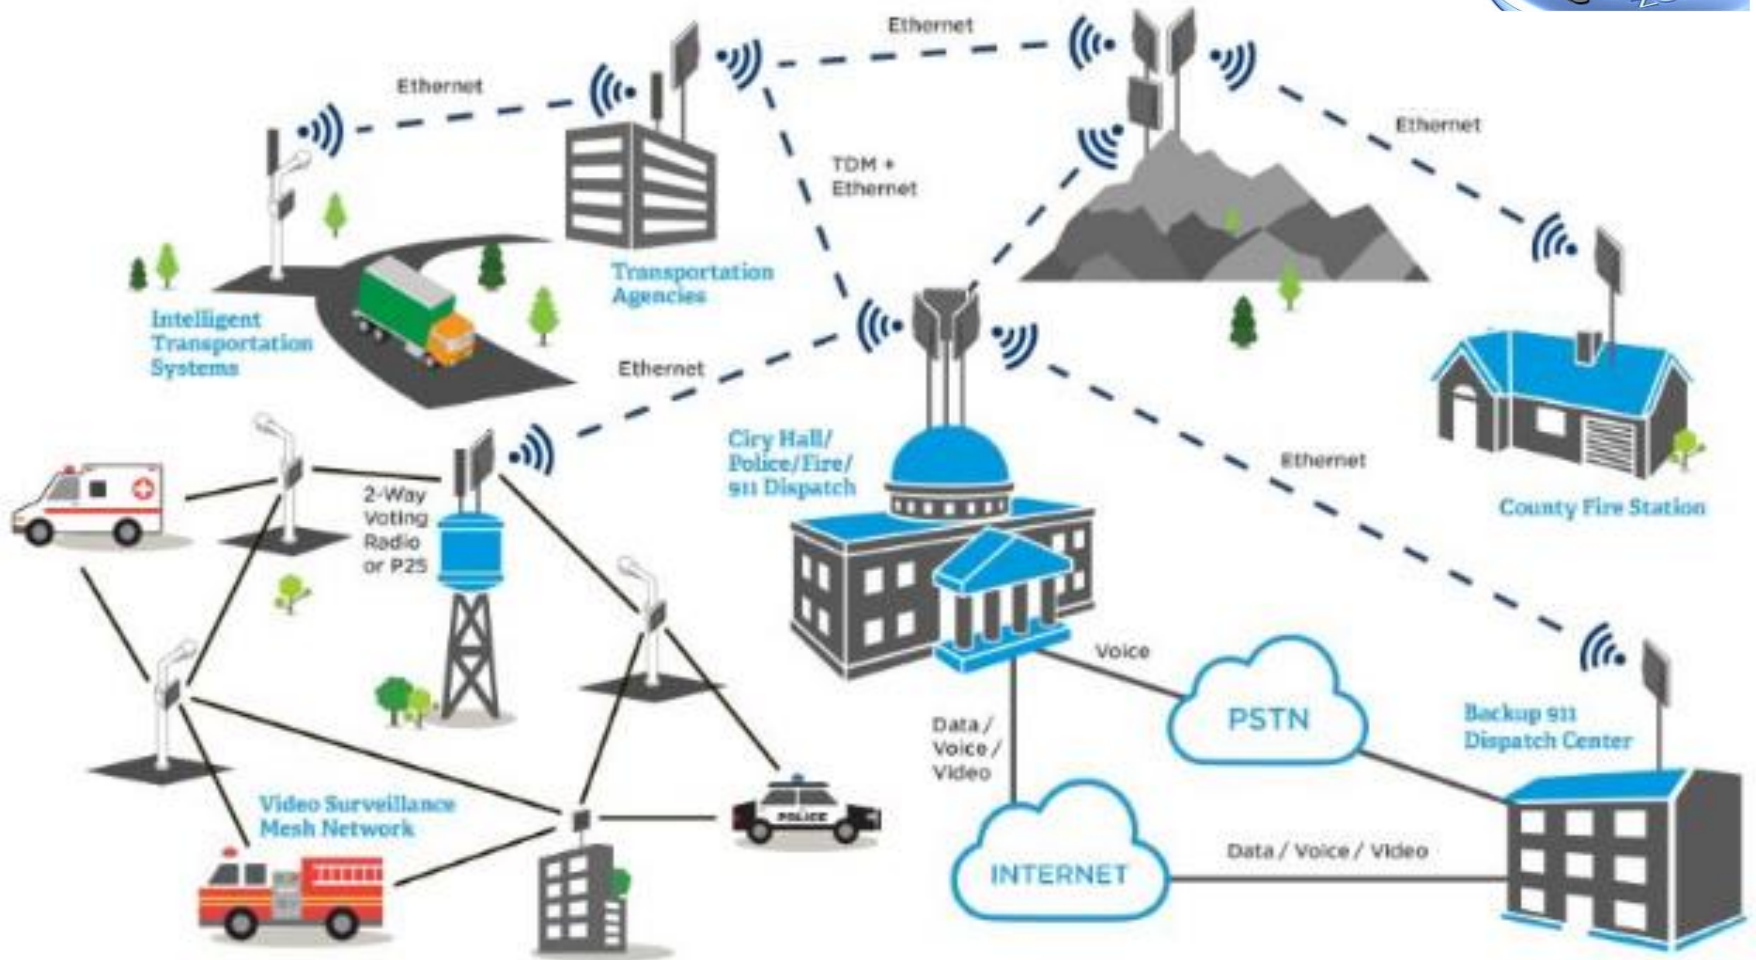 Ethernet
Ethernet
Ethernet
TDM +
Ethernet
Transportation
Agencies
Intelligent
Transportation
Systems
Ethernet
Ciry Hall/
Police/Fire/
911 Dispatch
Ethernet
County Fire Station
2-Way
Voting
Radio
or P25
Voice
PSTN
Backup 911
Dispatch Center
Data /
Voice /
Video
Video Surveillance
Mesh Network
POLICE
INTERNET
Data / Voice / Video